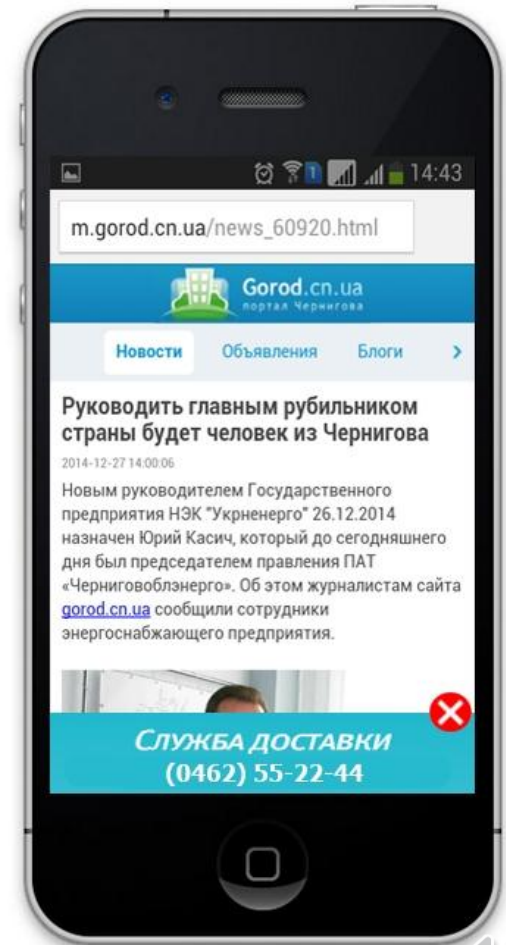 1
14:43
m.gorod.cn.ua/news_60920.html
Gorod.cn.ua
портал Чернигова
Новости Объявления Блоги >
Руководить главным рубильником
страны будет человек из Чернигова
2014-12-27 14:00:06
Новым руководителем Государственного
предприятия НЭК "Укрненерго" 26.12.2014
назначен Юрий Касич, который до сегодняшнего
дня был председателем правления ПАТ
«Черниговоблэнерго». Об этом журналистам сайта
gorod.cn.ua сообщили сотрудники
энергоснабжающего предприятия.
СЛУЖБА ДОСТАВКИ
(0462) 55-22-44